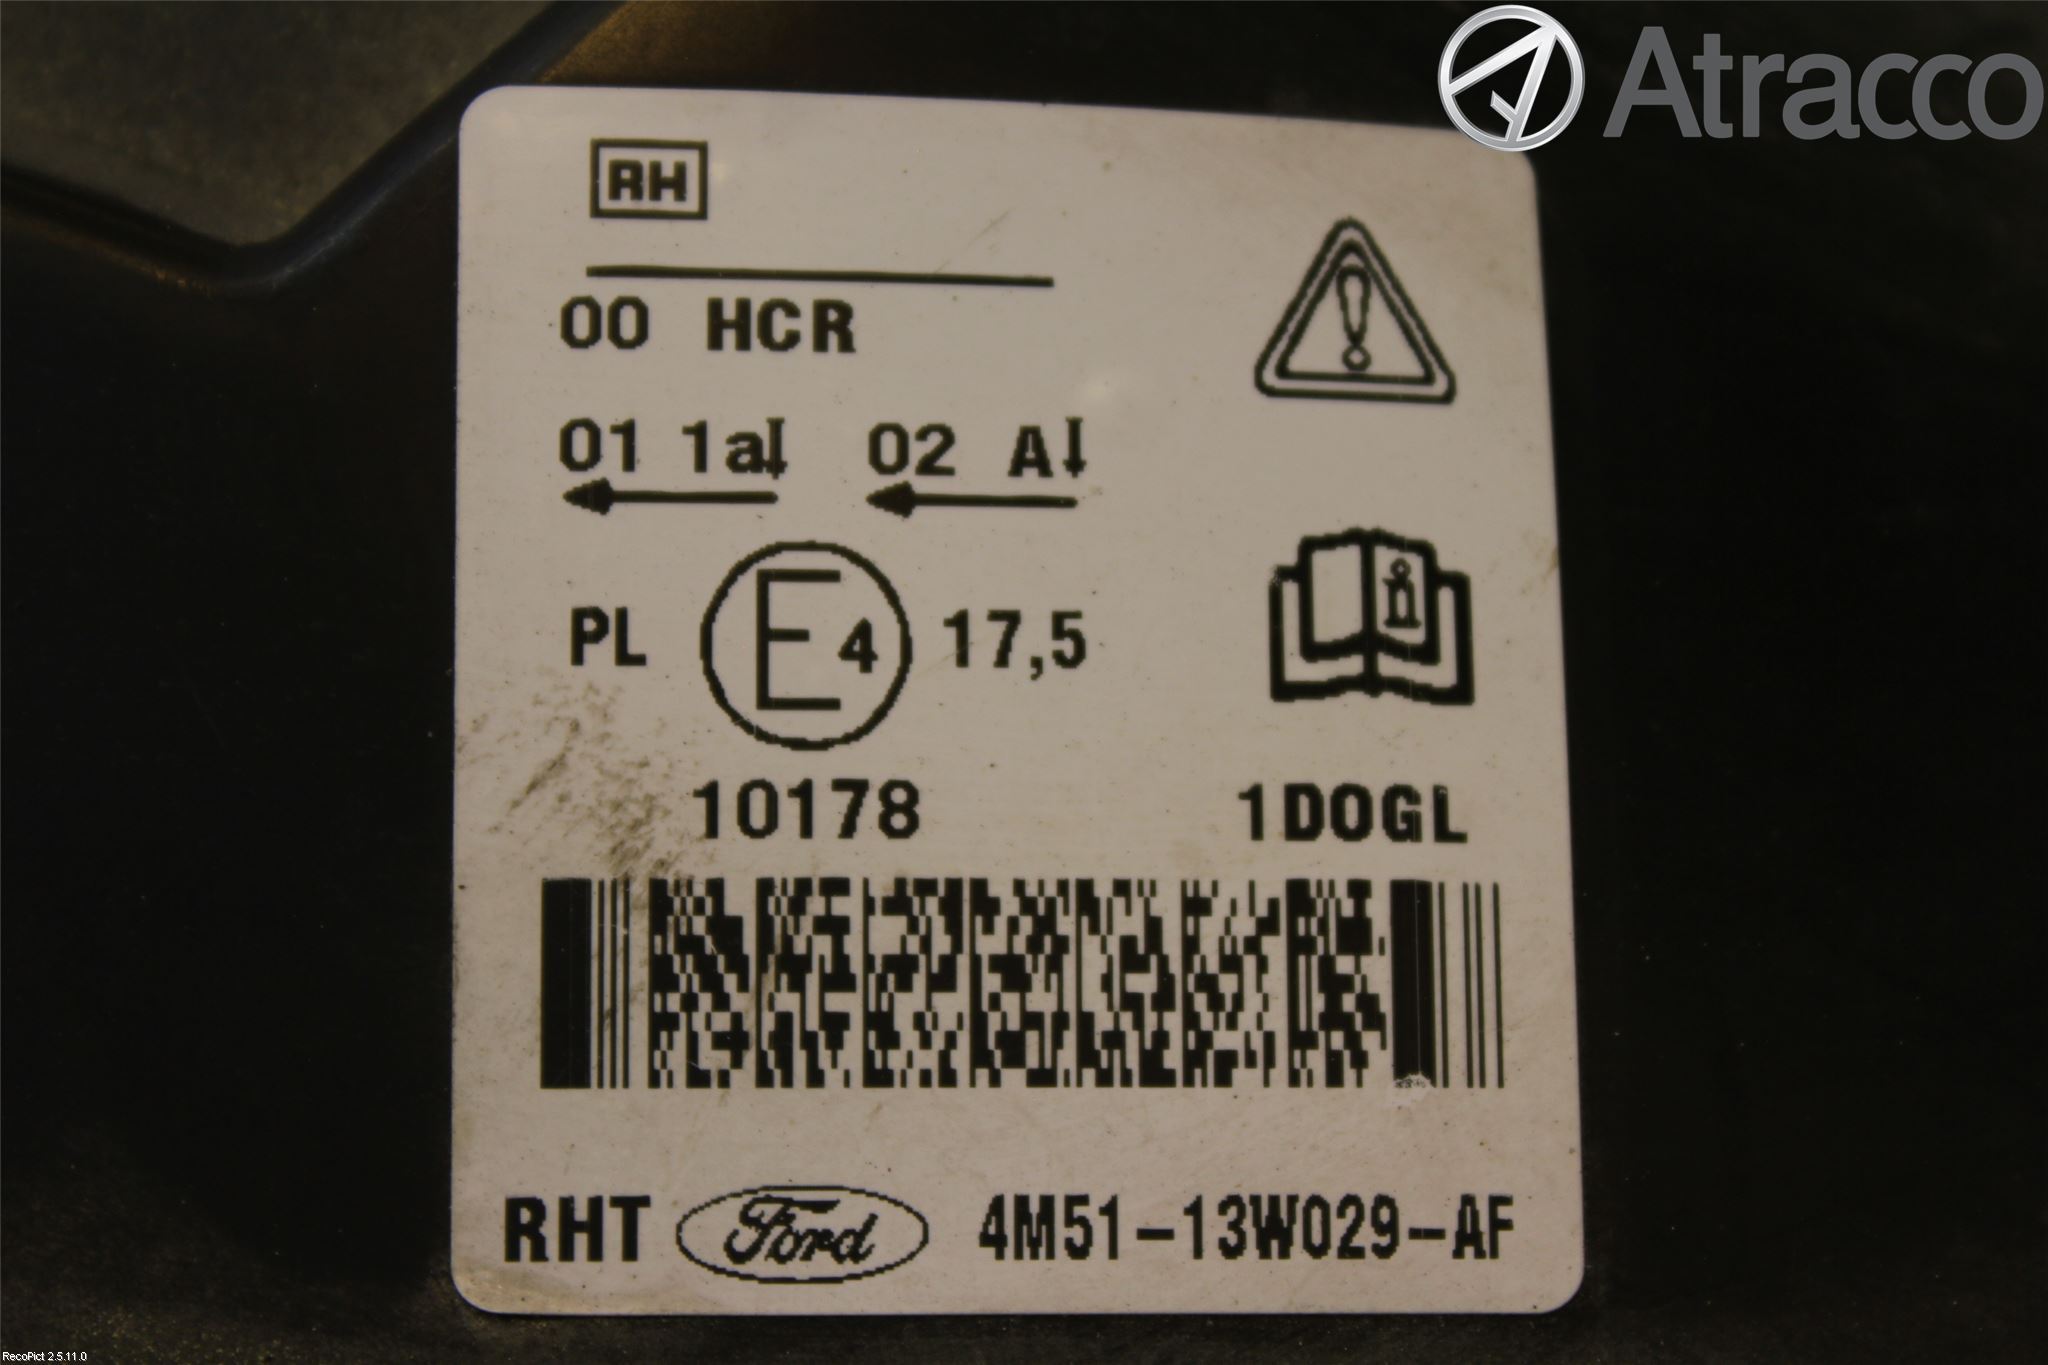 Atracco
RH
00 HCR
01 1a 02 A
PL E4 17,5
10178 1D0GL
RHT Ford 4M51-13W029-AF
RecoPict 2.5.11.0